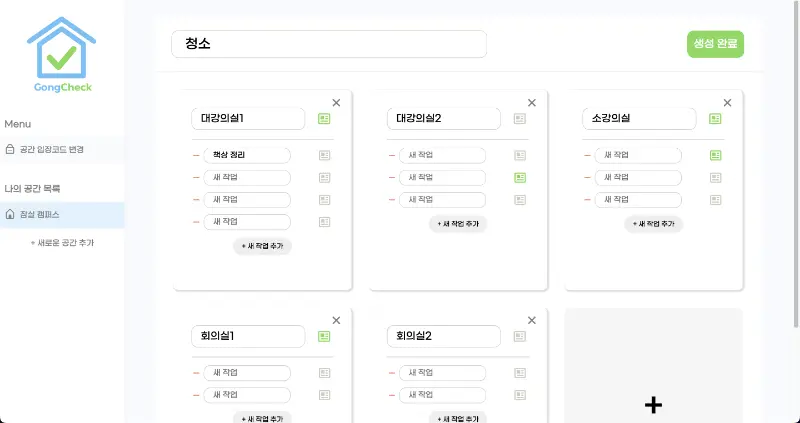 GongCheck
Menu
공간 입장코드 변경
나의 공간 목록
잠실 캠퍼스
+ 새로운 공간 추가
청소
생성 완료
대강의실1
책상 정리
새 작업
새 작업
새 작업
+ 새 작업 추가
대강의실2
새 작업
새 작업
새 작업
+ 새 작업 추가
소강의실
새 작업
새 작업
새 작업
+ 새 작업 추가
회의실1
새 작업
새 작업
+ 새 작업 추가
회의실2
새 작업
새 작업
+ 새 작업 추가